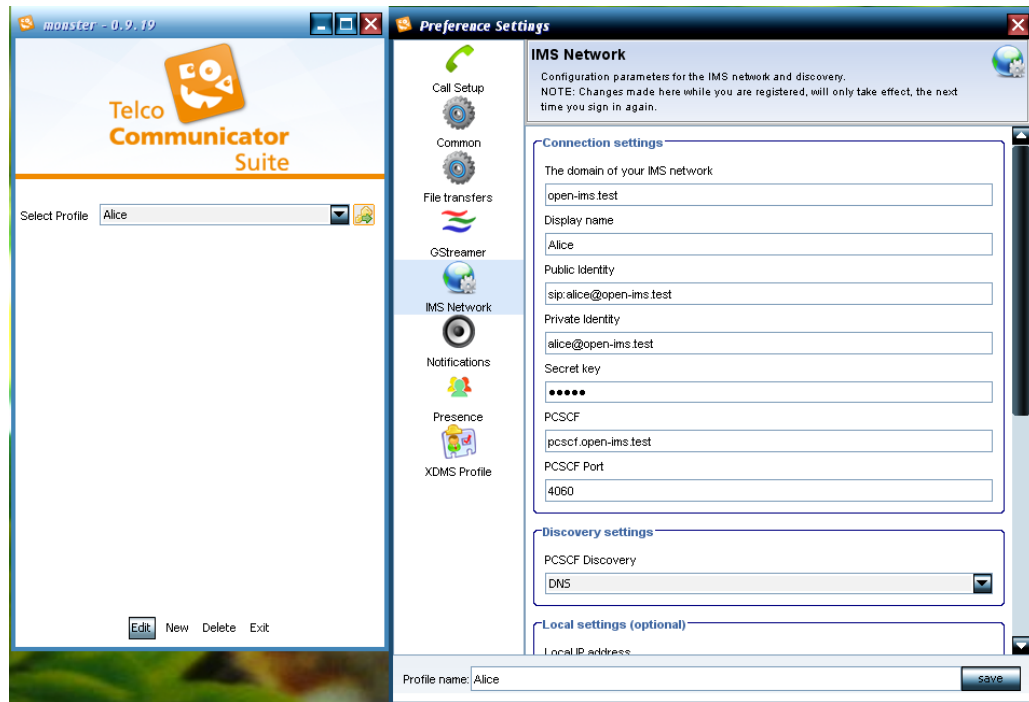 monster - 0.9.19
Telco
Communicator
Suite
Select Profile Alice
Edit New Delete Exit
Preference Settings
Call Setup
Common
File transfers
GStreamer
IMS Network
Notifications
Presence
XDMS Profile
IMS Network
Configuration parameters for the IMS network and discovery.
NOTE: Changes made here while you are registered, will only take effect, the next
time you sign in again.
Connection settings
The domain of your IMS network
open-ims.test
Display name
Alice
Public Identity
sip:alice@open-ims.test
Private Identity
alice@open-ims.test
Secret key
•••••
PCSCF
pcscf.open-ims.test
PCSCF Port
4060
Discovery settings
PCSCF Discovery
DNS
Local settings (optional)
Local IP address
Profile name: Alice
save